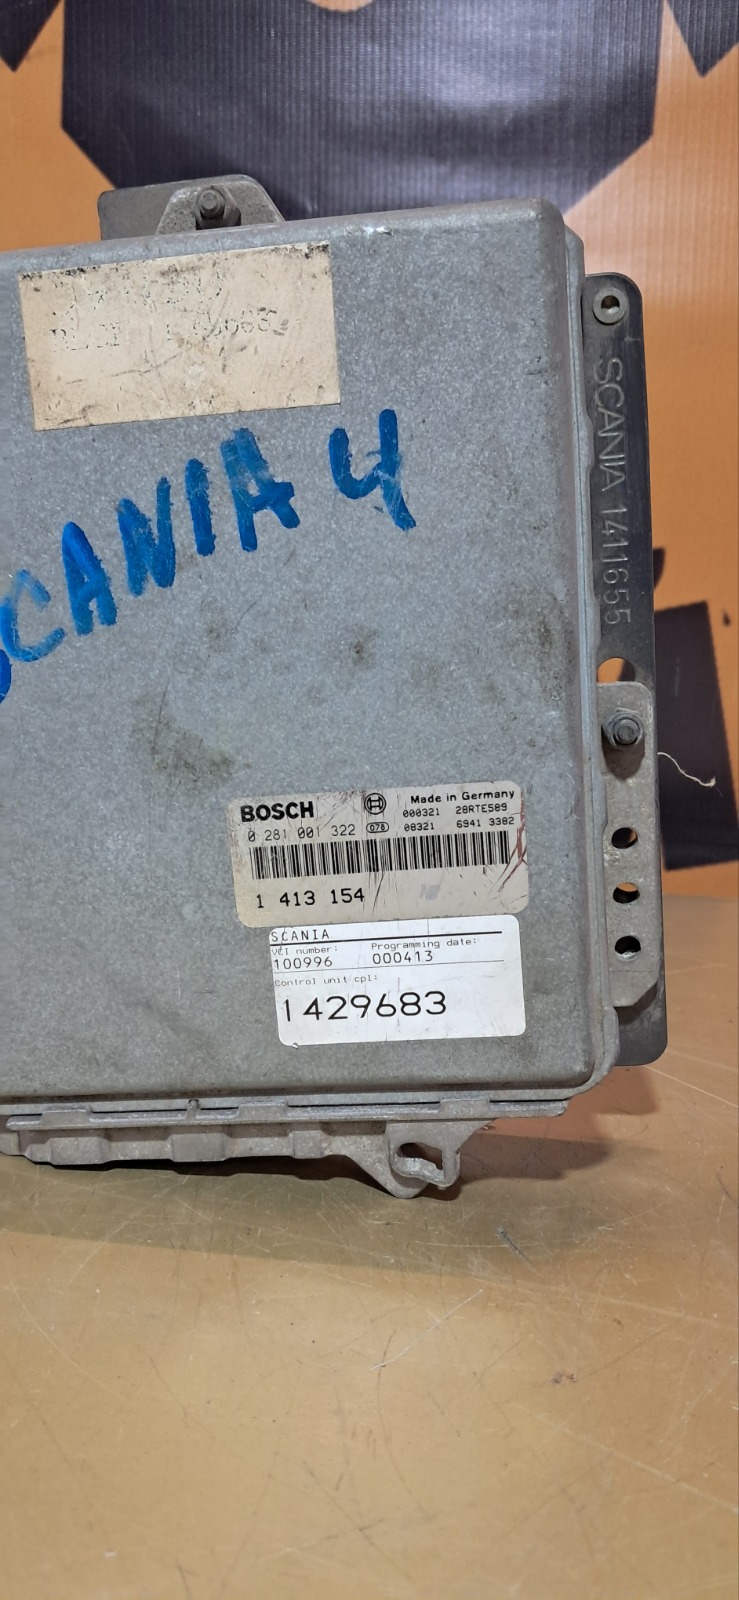 SCANIA 4
SCANIA 1411655
BOSCH
Made in Germany
0 281 001 322 078
000321 28RTE589
08321 6941 3382
1 413 154
SCANIA
VCI number: Programming date:
100996 000413
Control unit cpl:
1429683